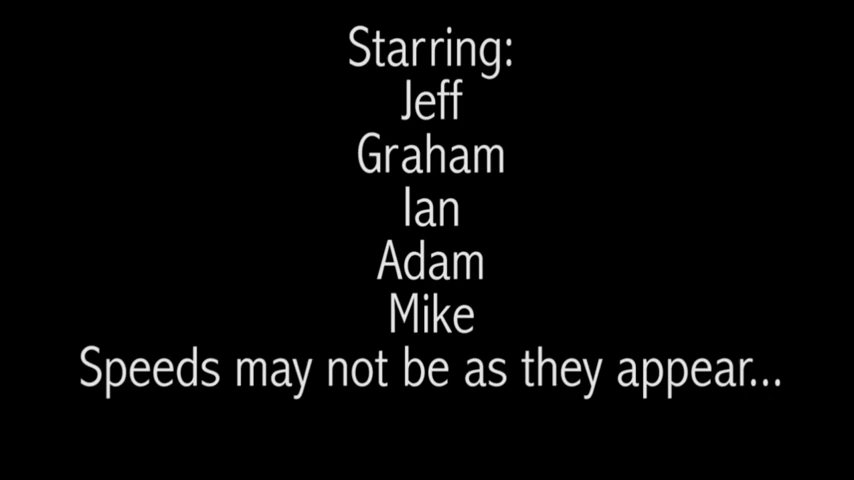 Starring:
Jeff
Graham
Ian
Adam
Mike
Speeds may not be as they appear...